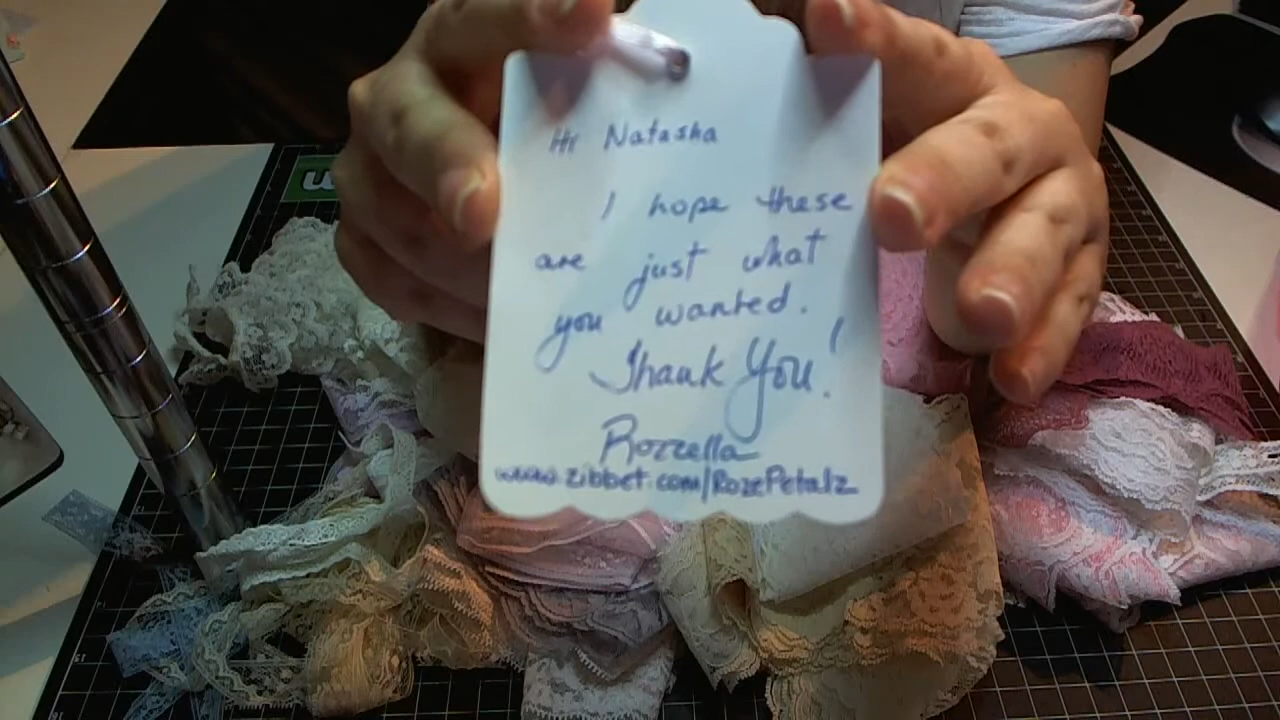 Hi Natasha
I hope these
are just what
you wanted.
Thank You!
Rozzella
www.zibbet.com/RozePetalz